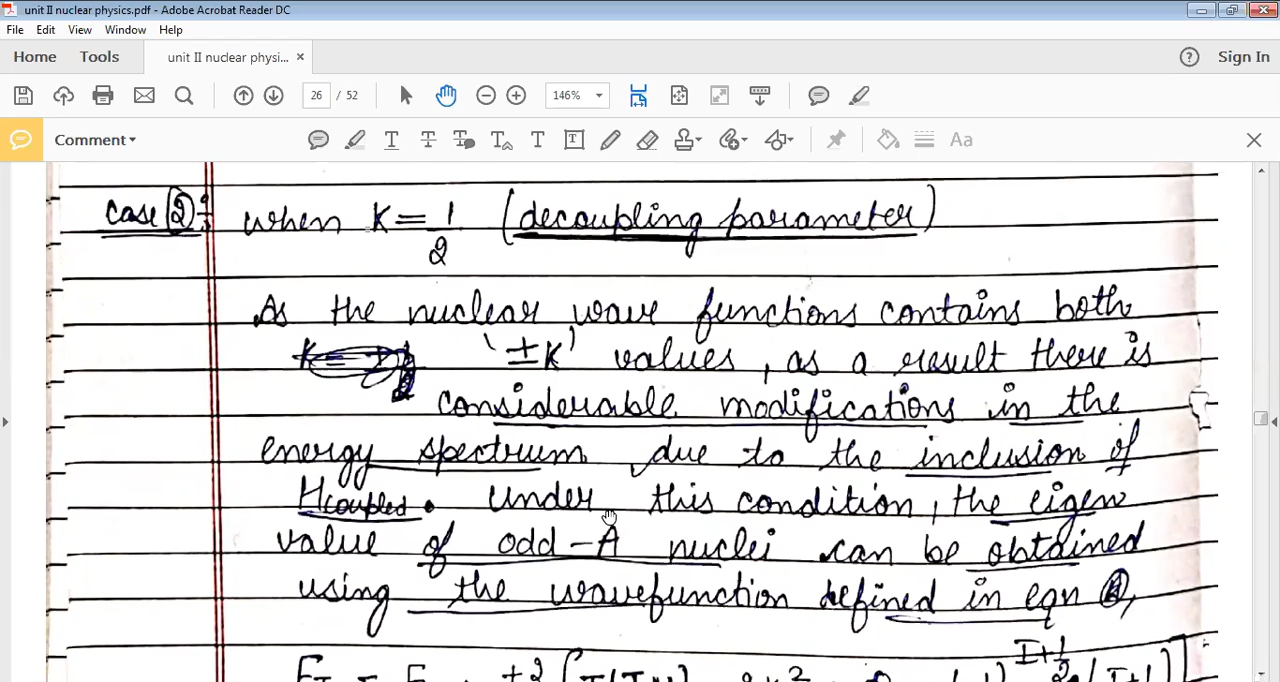 unit II nuclear physics.pdf - Adobe Acrobat Reader DC
File Edit View Window Help
Home Tools unit II nuclear physi... × Sign In
26 / 52 146%
Comment
case ② :- when K = 1/2 (decoupling parameter)
As the nuclear wave functions contains both
'±K' values, as a result there is
considerable modifications in the
energy spectrum due to the inclusion of
Hcoupled. Under this condition, the eigen
value of odd-A nuclei can be obtained
using the wavefunction defined in eqn